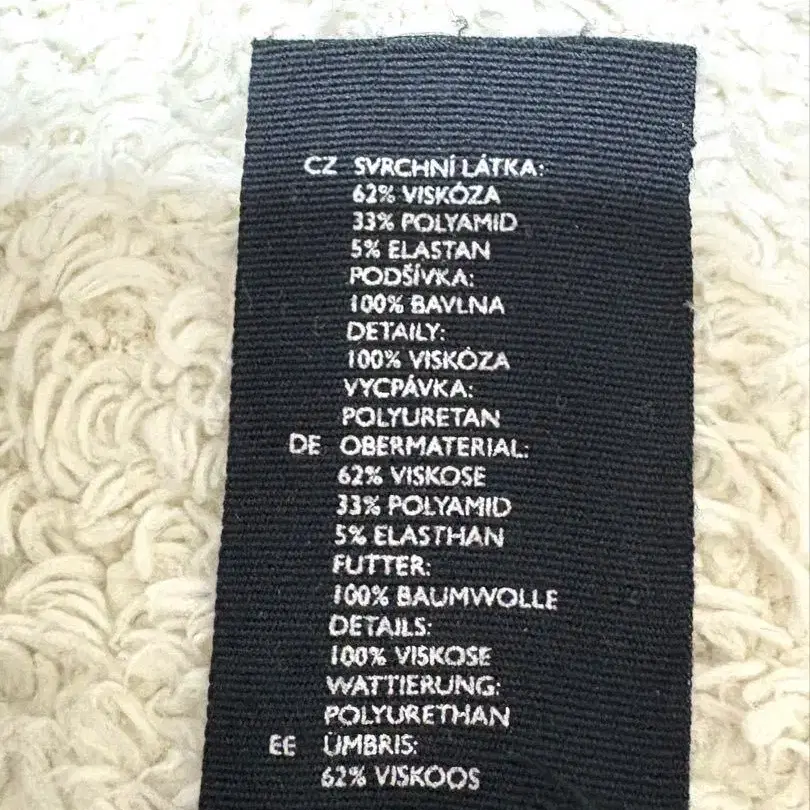 CZ SVRCHNÍ LÁTKA:
62% VISKÓZA
33% POLYAMID
5% ELASTAN
PODŠÍVKA:
100% BAVLNA
DETAILY:
100% VISKÓZA
VYCPÁVKA:
POLYURETAN
DE OBERMATERIAL:
62% VISKOSE
33% POLYAMID
5% ELASTHAN
FUTTER:
100% BAUMWOLLE
DETAILS:
100% VISKOSE
WATTIERUNG:
POLYURETHAN
EE ÜMBRIS:
62% VISKOOS